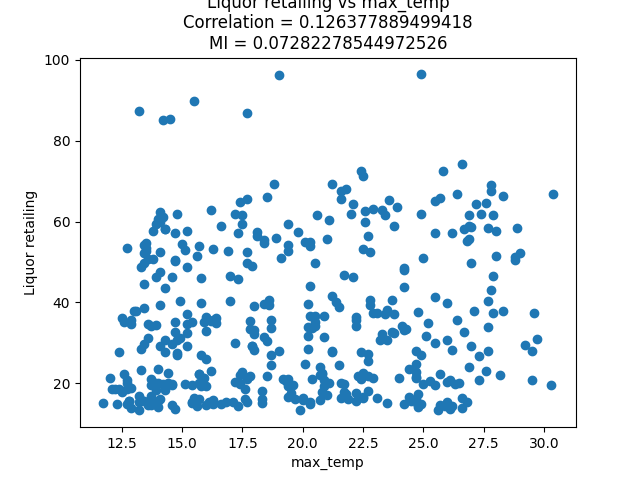 Liquor retailing vs max_temp
Correlation = 0.126377889499418
MI = 0.07282278544972526
100
80
60
40
20
Liquor retailing
12.5 15.0 17.5 20.0 22.5 25.0 27.5 30.0
max_temp